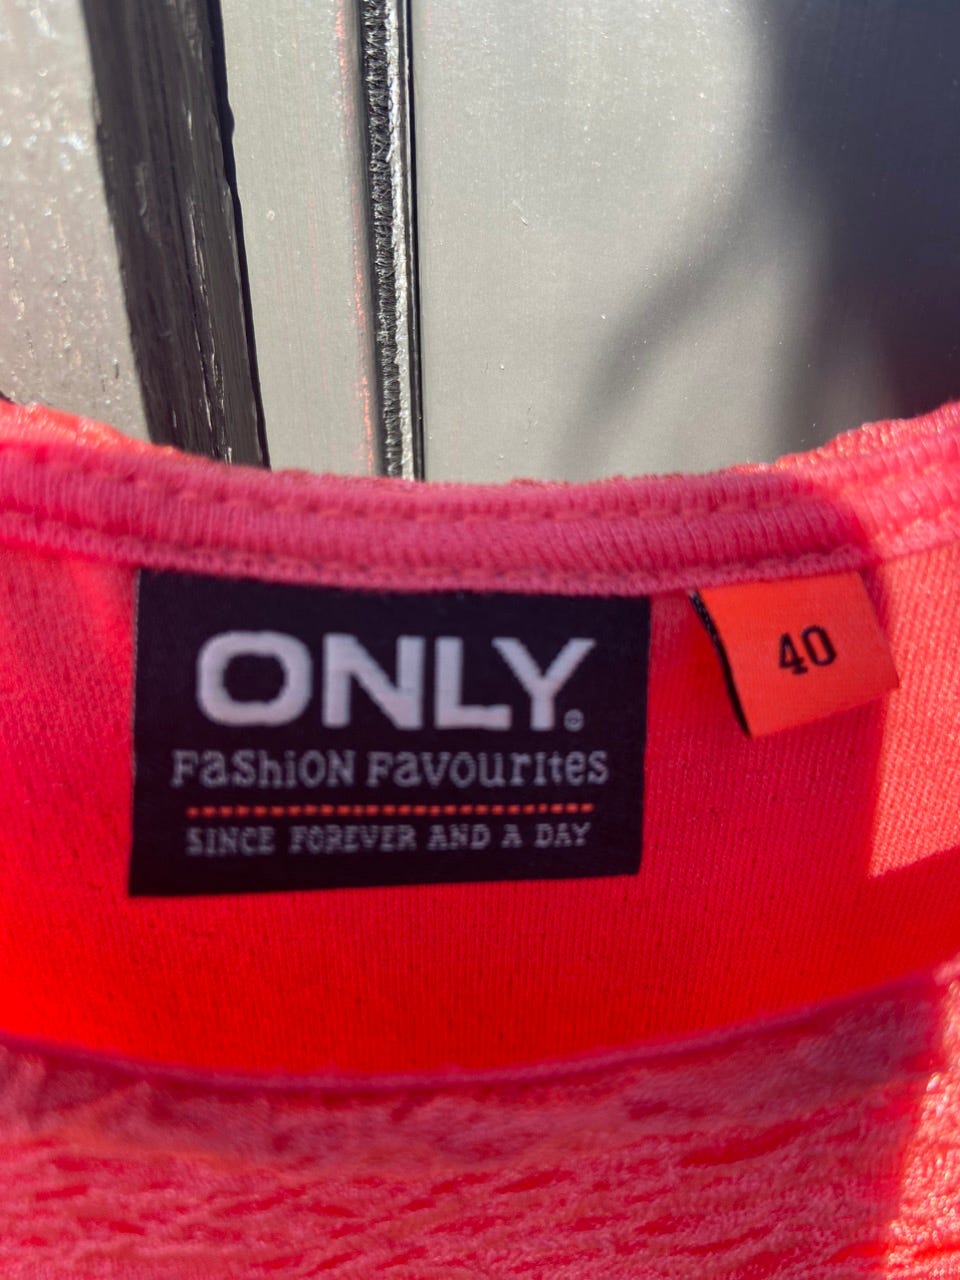 ONLY®
FaShiON Favourites
SINCE FOREVER AND A DAY
40